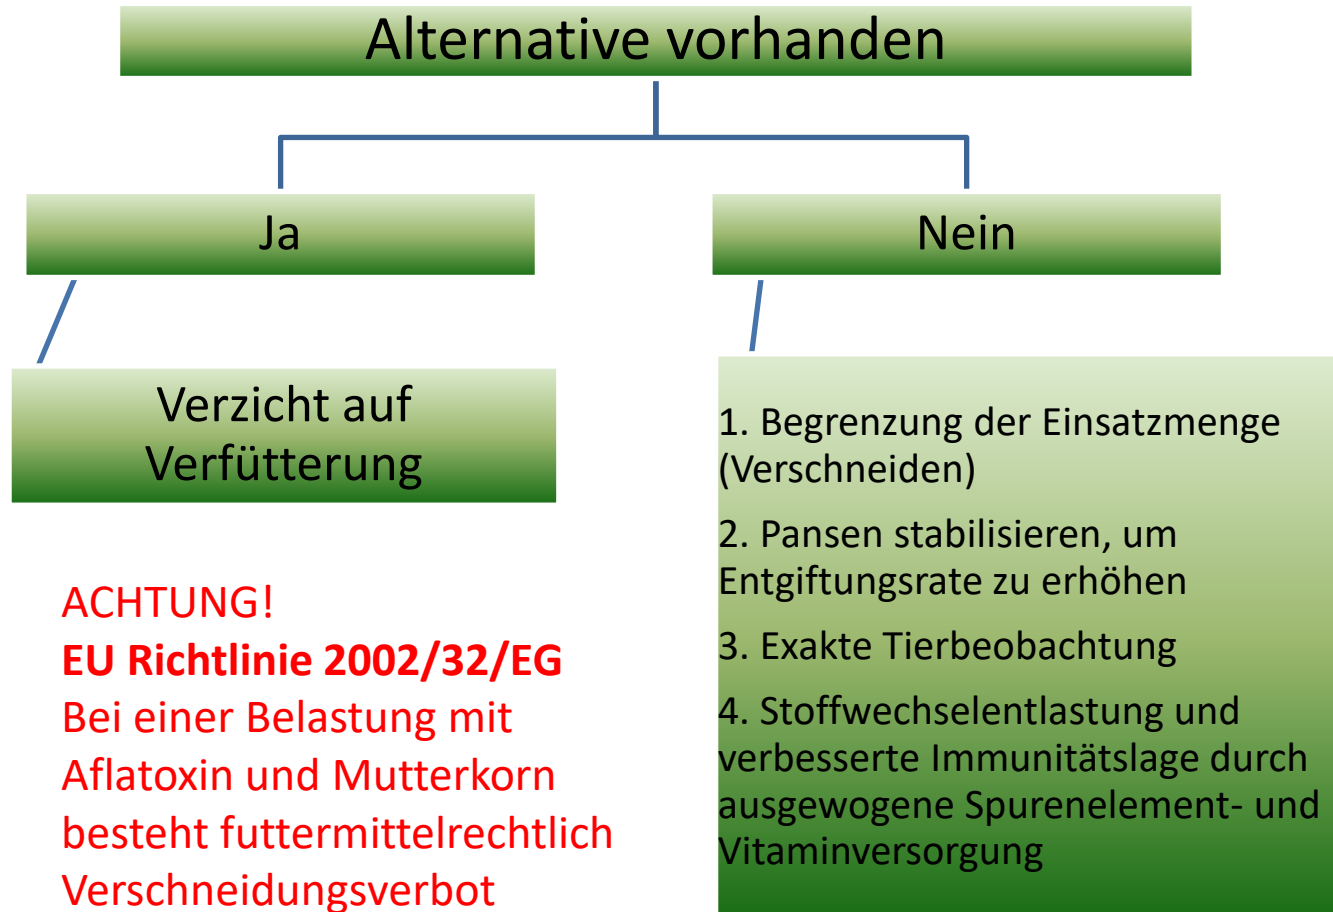 Alternative vorhanden
Ja
Nein
Verzicht auf
Verfütterung
1. Begrenzung der Einsatzmenge
(Verschneiden)
2. Pansen stabilisieren, um
Entgiftungsrate zu erhöhen
3. Exakte Tierbeobachtung
4. Stoffwechselentlastung und
verbesserte Immunitätslage durch
ausgewogene Spurenelement- und
Vitaminversorgung
ACHTUNG!
EU Richtlinie 2002/32/EG
Bei einer Belastung mit
Aflatoxin und Mutterkorn
besteht futtermittelrechtlich
Verschneidungsverbot